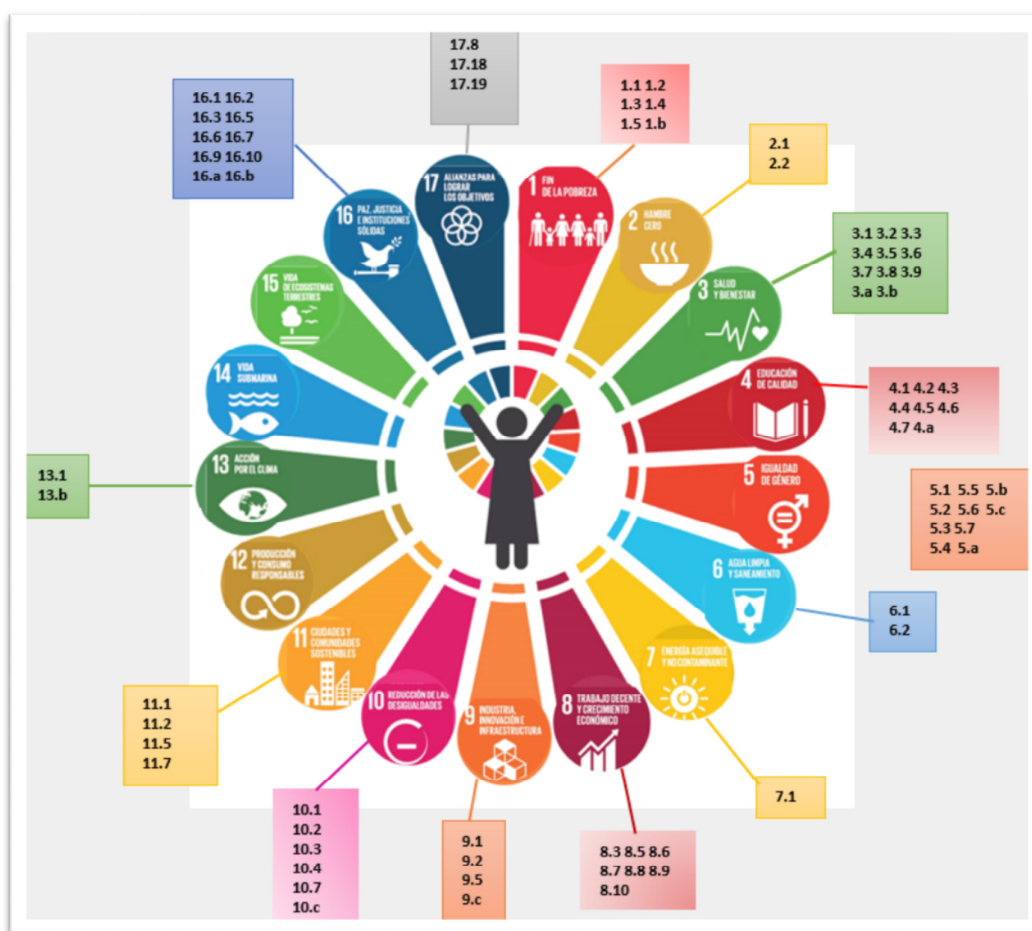 17.8
17.18
17.19
16.1 16.2
16.3 16.5
16.6 16.7
16.9 16.10
16.a 16.b
1.1 1.2
1.3 1.4
1.5 1.b
2.1
2.2
3.1 3.2 3.3
3.4 3.5 3.6
3.7 3.8 3.9
3.a 3.b
4.1 4.2 4.3
4.4 4.5 4.6
4.7 4.a
5.1 5.5 5.b
5.2 5.6 5.c
5.3 5.7
5.4 5.a
6.1
6.2
7.1
8.3 8.5 8.6
8.7 8.8 8.9
8.10
9.1
9.2
9.5
9.c
10.1
10.2
10.3
10.4
10.7
10.c
11.1
11.2
11.5
11.7
13.1
13.b
1 FIN
DE LA POBREZA
2 HAMBRE
CERO
3 SALUD
Y BIENESTAR
4 EDUCACIÓN
DE CALIDAD
5 IGUALDAD
DE GÉNERO
6 AGUA LIMPIA
Y SANEAMIENTO
7 ENERGÍA ASEQUIBLE
Y NO CONTAMINANTE
8 TRABAJO DECENTE
Y CRECIMIENTO
ECONÓMICO
9 INDUSTRIA,
INNOVACIÓN E
INFRAESTRUCTURA
10 REDUCCIÓN DE LAS
DESIGUALDADES
11 CIUDADES Y
COMUNIDADES
SOSTENIBLES
12 PRODUCCIÓN
Y CONSUMO
RESPONSABLES
13 ACCIÓN
POR EL CLIMA
14 VIDA
SUBMARINA
15 VIDA
DE ECOSISTEMAS
TERRESTRES
16 PAZ, JUSTICIA
E INSTITUCIONES
SÓLIDAS
17 ALIANZAS PARA
LOGRAR
LOS OBJETIVOS